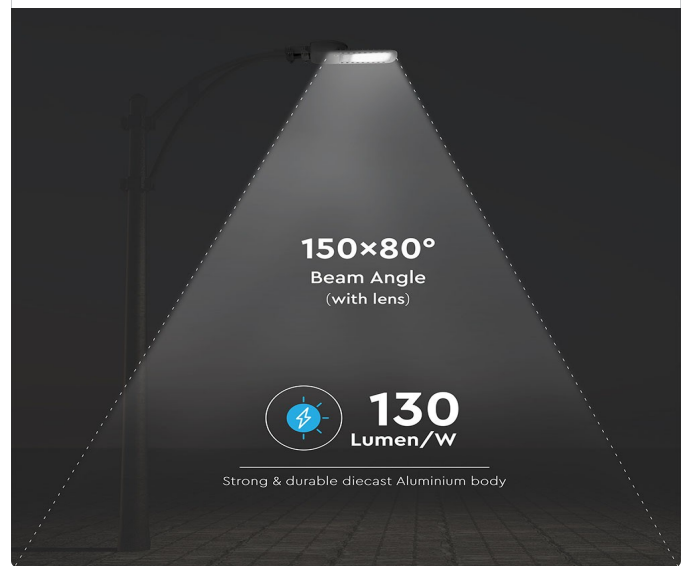 150×80°
Beam Angle
(with lens)
130
Lumen/W
Strong & durable diecast Aluminium body